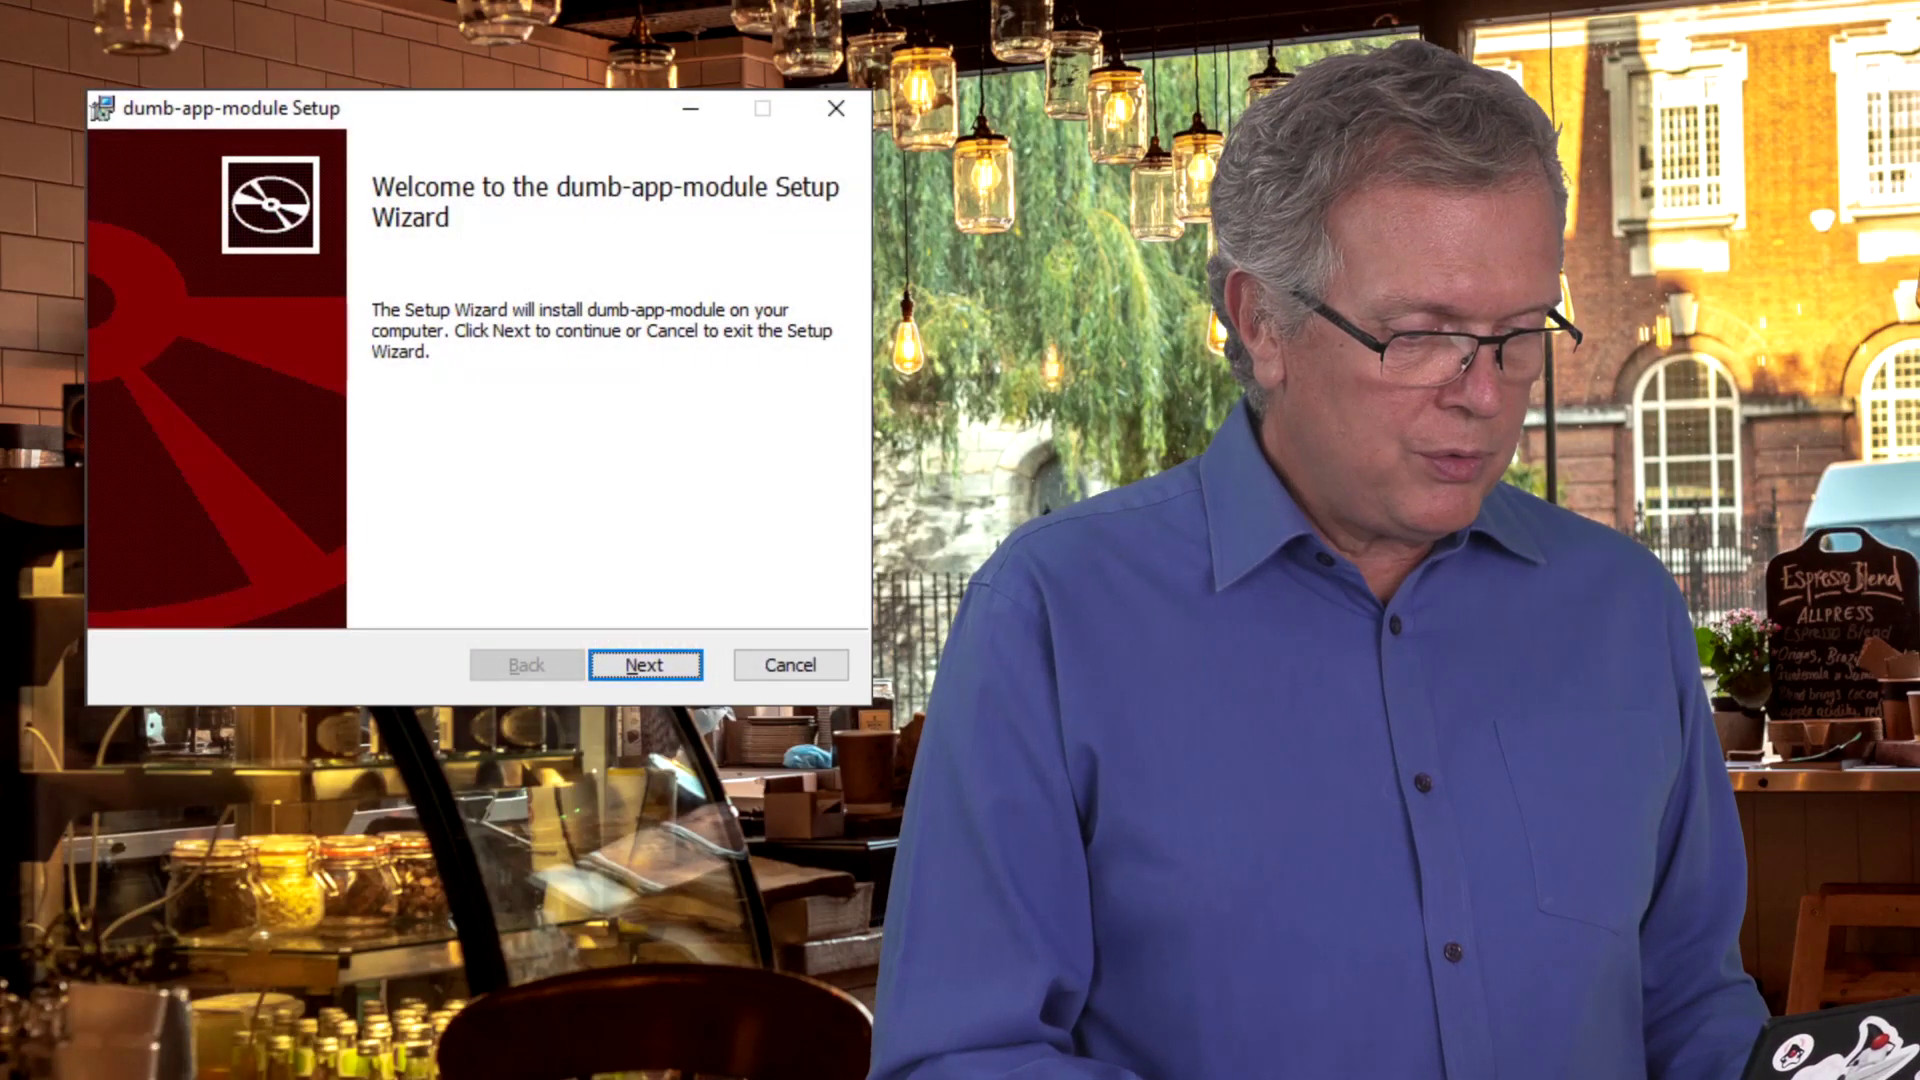 dumb-app-module Setup
Welcome to the dumb-app-module Setup
Wizard
The Setup Wizard will install dumb-app-module on your
computer. Click Next to continue or Cancel to exit the Setup
Wizard.
Back
Next
Cancel
Espresso Blend
ALLPRESS
Espresso Blend